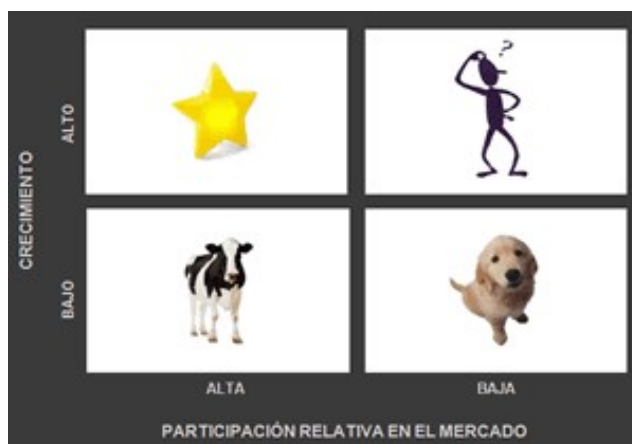 ?
ALTO
CRECIMIENTO
BAJO
ALTA
BAJA
PARTICIPACIÓN RELATIVA EN EL MERCADO